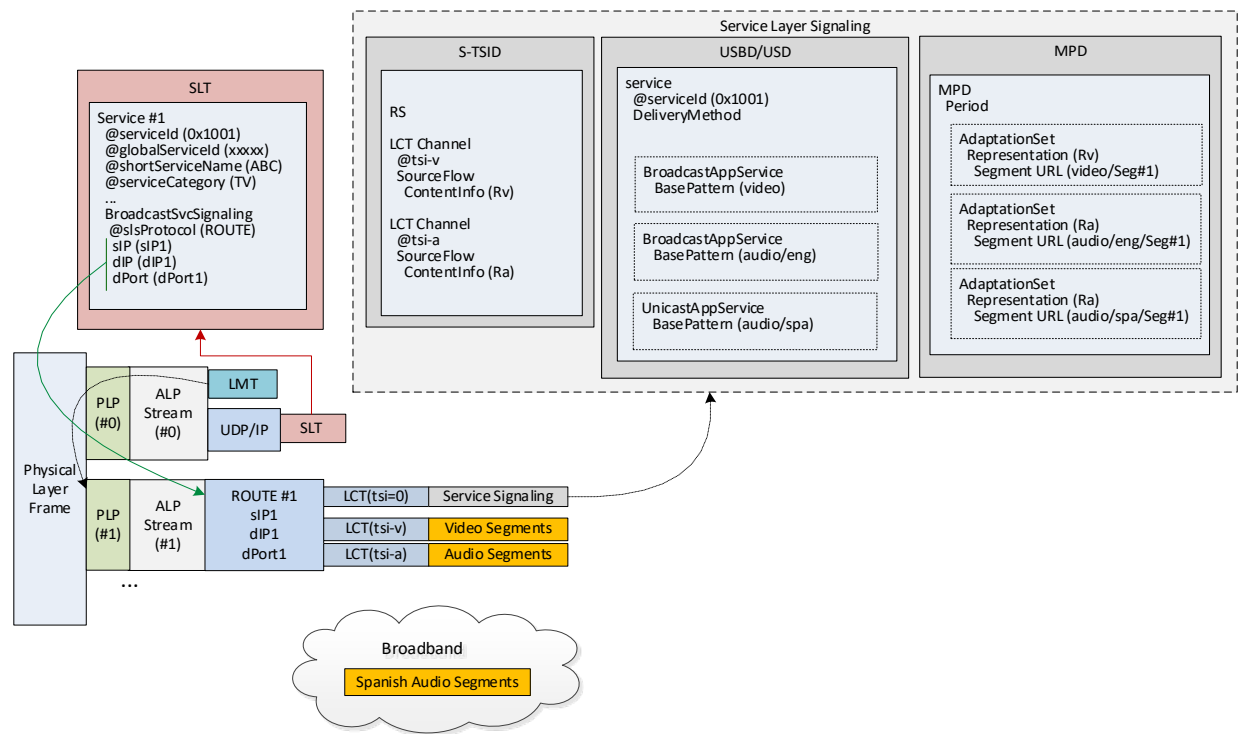 Service Layer Signaling
S-TSID
RS
LCT Channel
@tsi-v
SourceFlow
ContentInfo (Rv)
LCT Channel
@tsi-a
SourceFlow
ContentInfo (Ra)
USBD/USD
service
@serviceId (0x1001)
DeliveryMethod
BroadcastAppService
BasePattern (video)
BroadcastAppService
BasePattern (audio/eng)
UnicastAppService
BasePattern (audio/spa)
MPD
MPD
Period
AdaptationSet
Representation (Rv)
Segment URL (video/Seg#1)
AdaptationSet
Representation (Ra)
Segment URL (audio/eng/Seg#1)
AdaptationSet
Representation (Ra)
Segment URL (audio/spa/Seg#1)
SLT
Service #1
@serviceId (0x1001)
@globalServiceId (xxxxx)
@shortServiceName (ABC)
@serviceCategory (TV)
...
BroadcastSvcSignaling
@slsProtocol (ROUTE)
sIP (sIP1)
dIP (dIP1)
dPort (dPort1)
Physical
Layer
Frame
PLP
(#0)
ALP
Stream
(#0)
LMT
UDP/IP
SLT
PLP
(#1)
ALP
Stream
(#1)
ROUTE #1
sIP1
dIP1
dPort1
LCT(tsi=0)
Service Signaling
LCT(tsi-v)
Video Segments
LCT(tsi-a)
Audio Segments
...
Broadband
Spanish Audio Segments